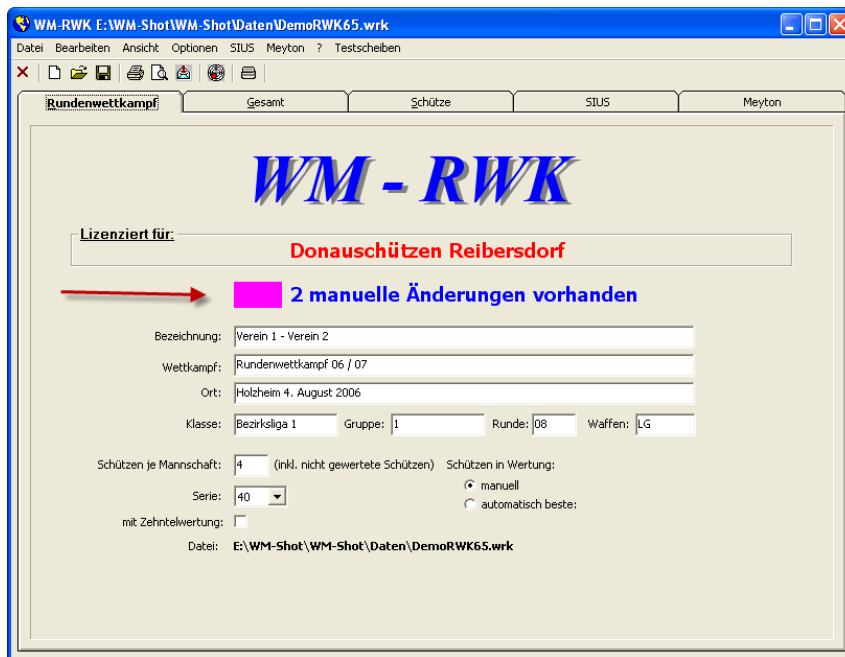 WM-RWK E:\WM-Shot\WM-Shot\Daten\DemoRWK65.wrk
Datei Bearbeiten Ansicht Optionen SIUS Meyton ? Testscheiben
Rundenwettkampf Gesamt Schütze SIUS Meyton
WM - RWK
Lizenziert für:
Donauschützen Reibersdorf
2 manuelle Änderungen vorhanden
Bezeichnung: Verein 1 - Verein 2
Wettkampf: Rundenwettkampf 06 / 07
Ort: Holzheim 4. August 2006
Klasse: Bezirksliga 1 Gruppe: 1 Runde: 08 Waffen: LG
Schützen je Mannschaft: 4 (inkl. nicht gewertete Schützen) Schützen in Wertung:
manuell
Serie: 40
automatisch beste:
mit Zehntelwertung:
Datei: E:\WM-Shot\WM-Shot\Daten\DemoRWK65.wrk